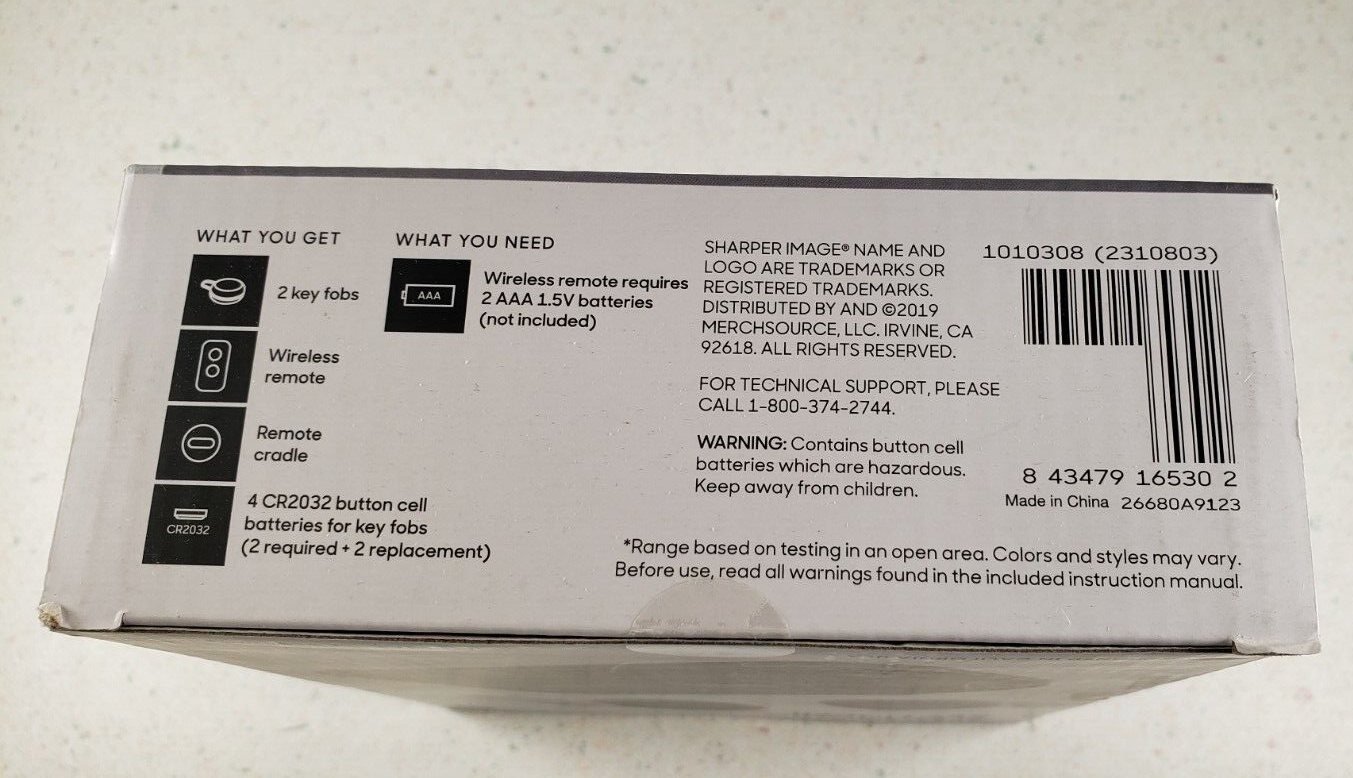 WHAT YOU GET
2 key fobs
Wireless
remote
Remote
cradle
CR2032
4 CR2032 button cell
batteries for key fobs
(2 required + 2 replacement)
WHAT YOU NEED
AAA
Wireless remote requires
2 AAA 1.5V batteries
(not included)
SHARPER IMAGE® NAME AND
LOGO ARE TRADEMARKS OR
REGISTERED TRADEMARKS.
DISTRIBUTED BY AND ©2019
MERCHSOURCE, LLC. IRVINE, CA
92618. ALL RIGHTS RESERVED.
FOR TECHNICAL SUPPORT, PLEASE
CALL 1-800-374-2744.
WARNING: Contains button cell
batteries which are hazardous.
Keep away from children.
1010308 (2310803)
8 43479 16530 2
Made in China 26680A9123
*Range based on testing in an open area. Colors and styles may vary.
Before use, read all warnings found in the included instruction manual.